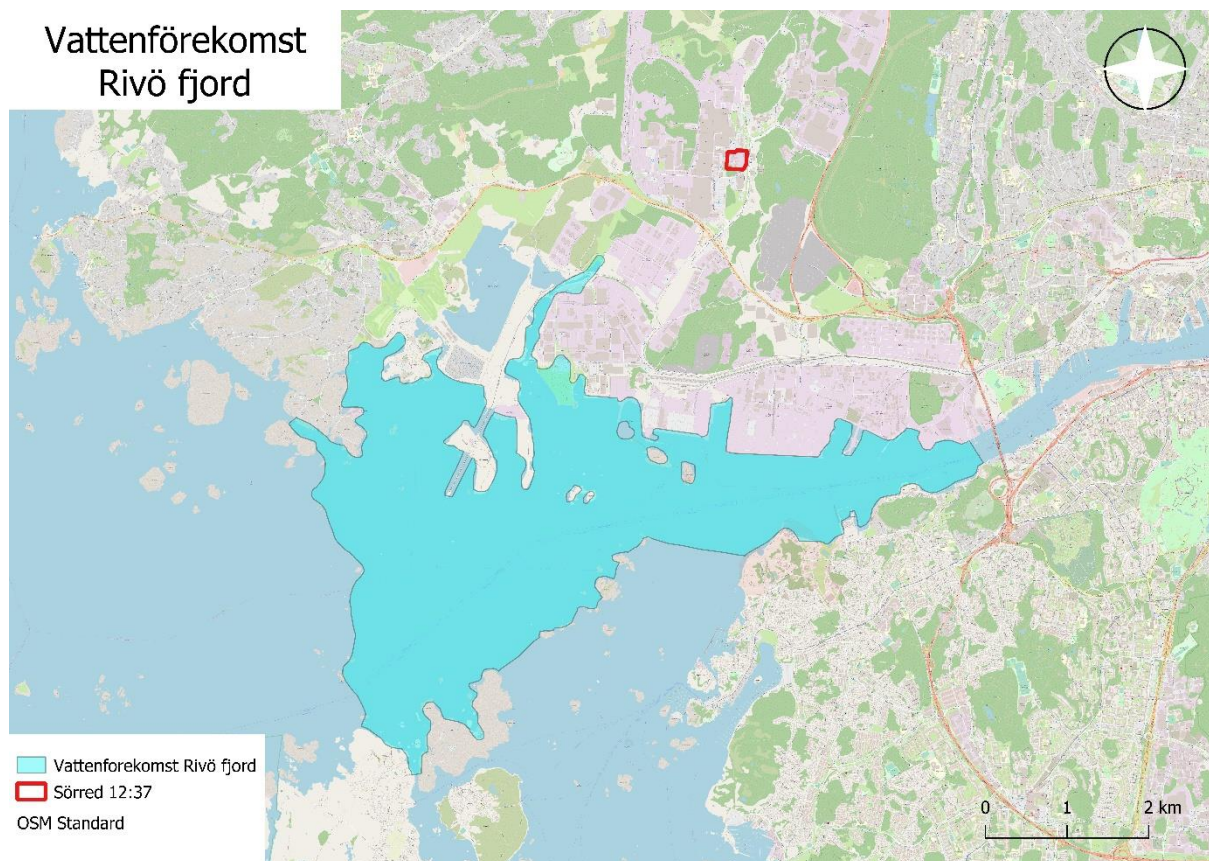 Vattenförekomst
Rivö fjord
Vattenforekomst Rivö fjord
Sörred 12:37
OSM Standard
0 1 2 km